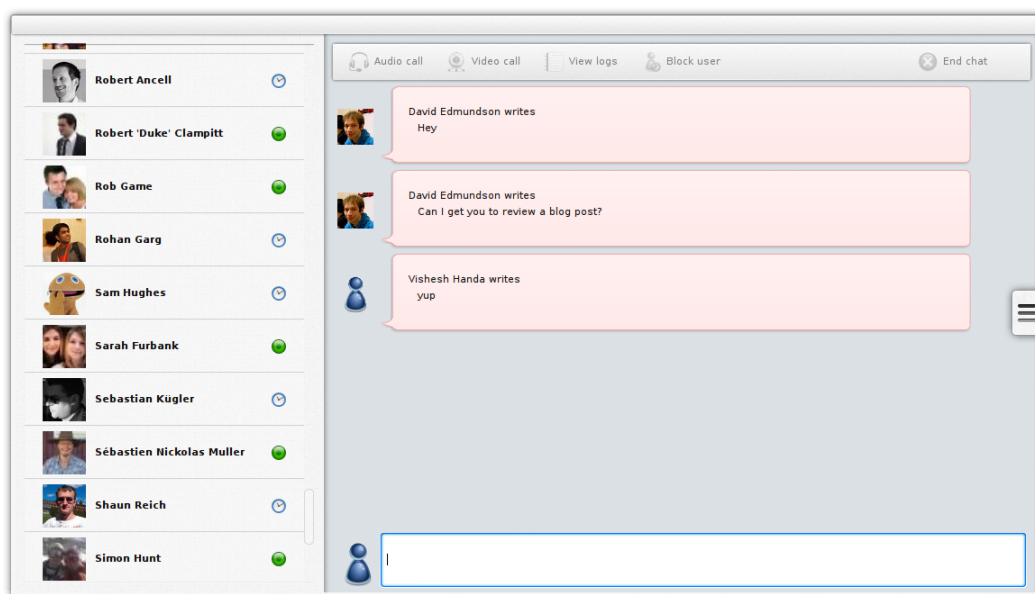 Robert Ancell
Robert 'Duke' Clampitt
Rob Game
Rohan Garg
Sam Hughes
Sarah Furbank
Sebastian Kügler
Sébastien Nickolas Muller
Shaun Reich
Simon Hunt
Audio call
Video call
View logs
Block user
End chat
David Edmundson writes
Hey
David Edmundson writes
Can I get you to review a blog post?
Vishesh Handa writes
yup